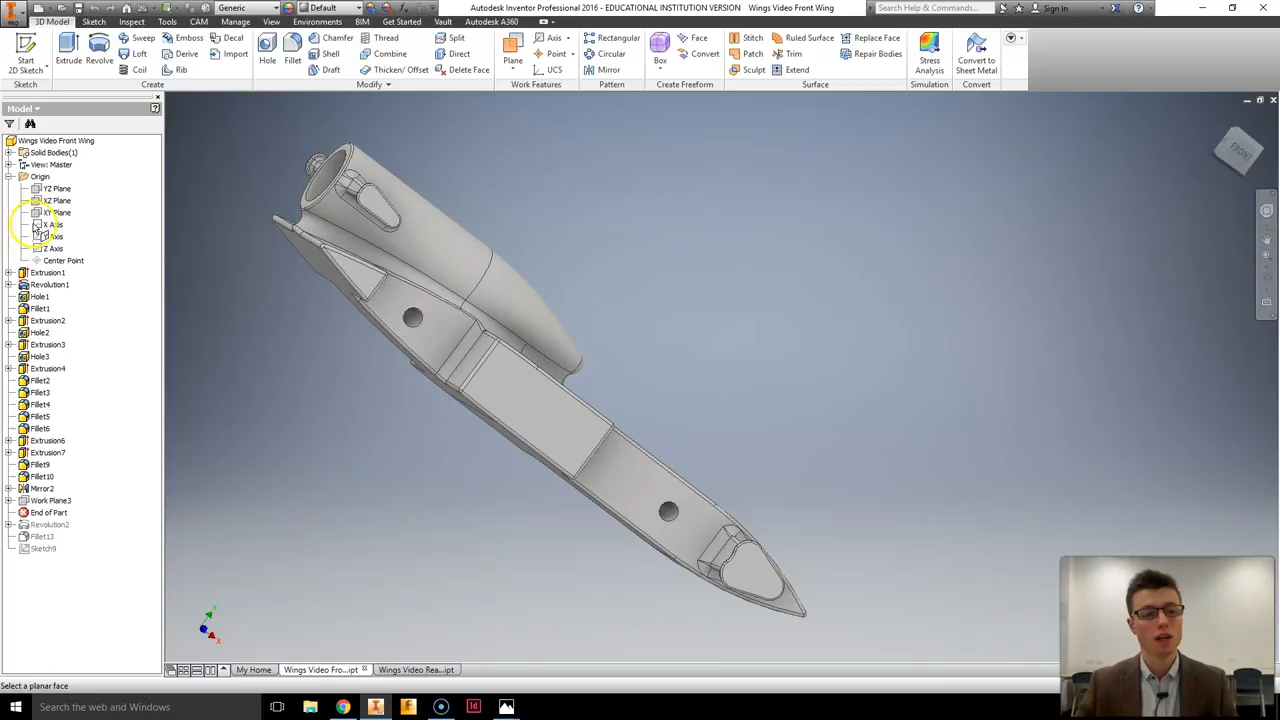 Generic
Default
Autodesk Inventor Professional 2016 - EDUCATIONAL INSTITUTION VERSION   Wings Video Front Wing
Search Help & Commands...
Sign In
PRO
3D Model Sketch Inspect Tools CAM Manage View Environments BIM Get Started Vault Autodesk A360
Start
2D Sketch
Extrude
Revolve
Sweep
Loft
Coil
Emboss
Derive
Rib
Decal
Import
Hole
Fillet
Chamfer
Shell
Draft
Thread
Combine
Thicken/ Offset
Split
Direct
Delete Face
Plane
Axis
Point
UCS
Rectangular
Circular
Mirror
Box
Face
Convert
Stitch
Patch
Sculpt
Ruled Surface
Trim
Extend
Replace Face
Repair Bodies
Stress
Analysis
Convert to
Sheet Metal
Sketch
Create
Modify
Work Features
Pattern
Create Freeform
Surface
Simulation
Convert
Model
Wings Video Front Wing
Solid Bodies(1)
View: Master
Origin
YZ Plane
XZ Plane
XY Plane
X Axis
Y Axis
Z Axis
Center Point
Extrusion1
Revolution1
Hole1
Fillet1
Extrusion2
Hole2
Extrusion3
Hole3
Extrusion4
Fillet2
Fillet3
Fillet4
Fillet5
Fillet6
Extrusion6
Extrusion7
Fillet9
Fillet10
Mirror2
Work Plane3
End of Part
Revolution2
Fillet13
Sketch9
FRONT
Y
X
My Home
Wings Video Fro...ipt
Wings Video Rea...ipt
Select a planar face
Search the web and Windows